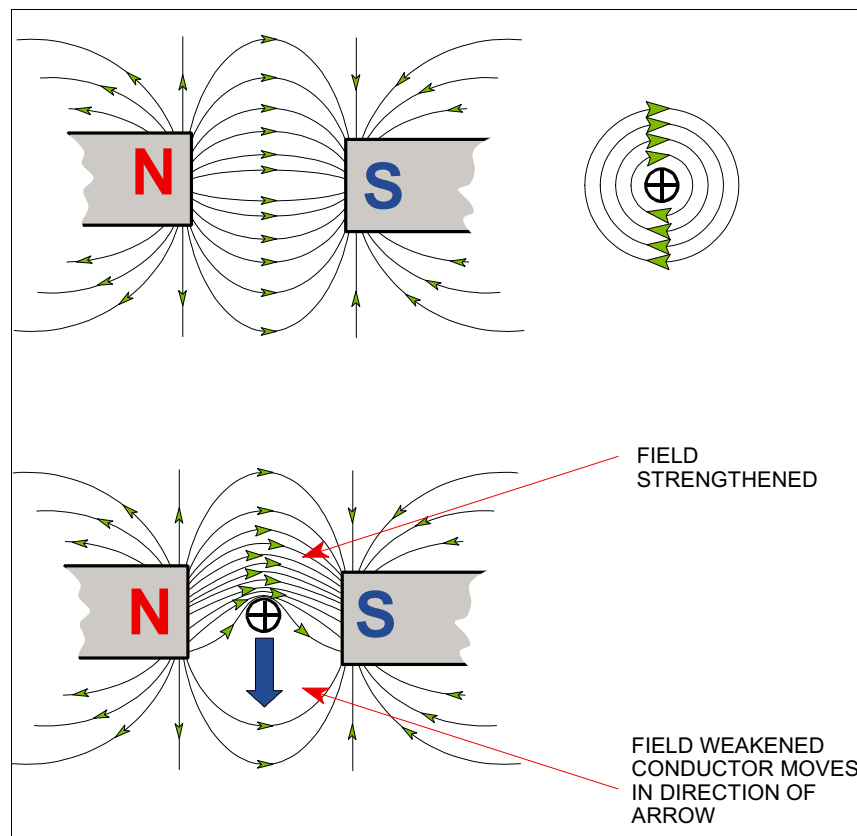 N
S
FIELD
STRENGTHENED
N
S
FIELD WEAKENED
CONDUCTOR MOVES
IN DIRECTION OF
ARROW